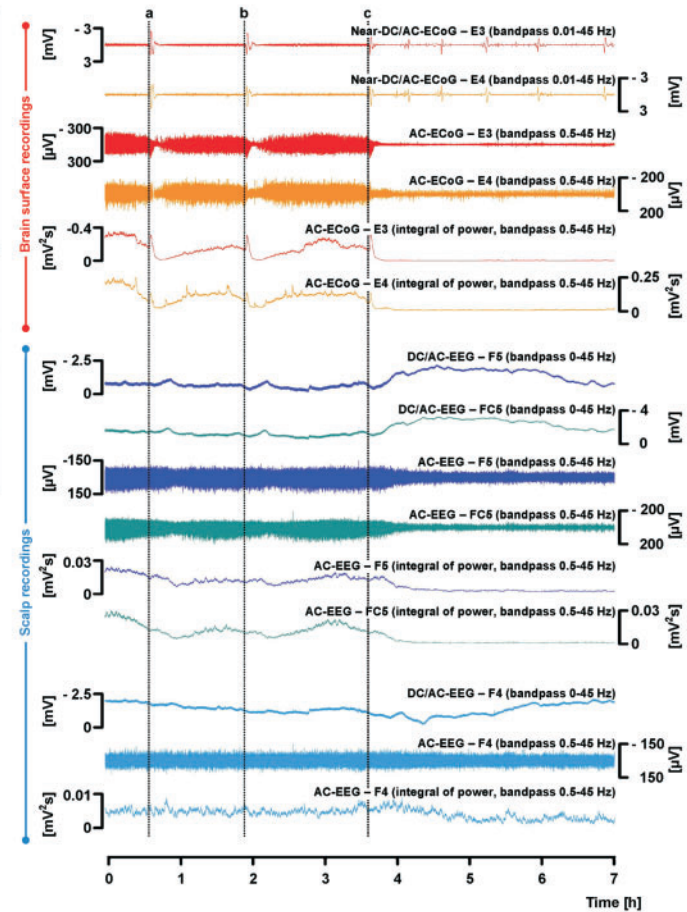 a b c
Near-DC/AC-ECoG – E3 (bandpass 0.01-45 Hz)
- 3
[mV]
3
Near-DC/AC-ECoG – E4 (bandpass 0.01-45 Hz)
- 3
[mV]
3
AC-ECoG – E3 (bandpass 0.5-45 Hz)
-300
[µV]
300
AC-ECoG – E4 (bandpass 0.5-45 Hz)
- 200
[µV]
200
AC-ECoG – E3 (integral of power, bandpass 0.5-45 Hz)
-0.4
[mV²s]
0
AC-ECoG – E4 (integral of power, bandpass 0.5-45 Hz)
0.25
[mV²s]
0
Brain surface recordings
DC/AC-EEG – F5 (bandpass 0-45 Hz)
- 2.5
[mV]
0
DC/AC-EEG – FC5 (bandpass 0-45 Hz)
- 4
[mV]
0
AC-EEG – F5 (bandpass 0.5-45 Hz)
-150
[µV]
150
AC-EEG – FC5 (bandpass 0.5-45 Hz)
- 200
[µV]
200
AC-EEG – F5 (integral of power, bandpass 0.5-45 Hz)
0.03
[mV²s]
0
AC-EEG – FC5 (integral of power, bandpass 0.5-45 Hz)
0.03
[mV²s]
0
DC/AC-EEG – F4 (bandpass 0-45 Hz)
- 2.5
[mV]
0
AC-EEG – F4 (bandpass 0.5-45 Hz)
- 150
[µV]
150
AC-EEG – F4 (integral of power, bandpass 0.5-45 Hz)
0.01
[mV²s]
0
Scalp recordings
0 1 2 3 4 5 6 7
Time [h]